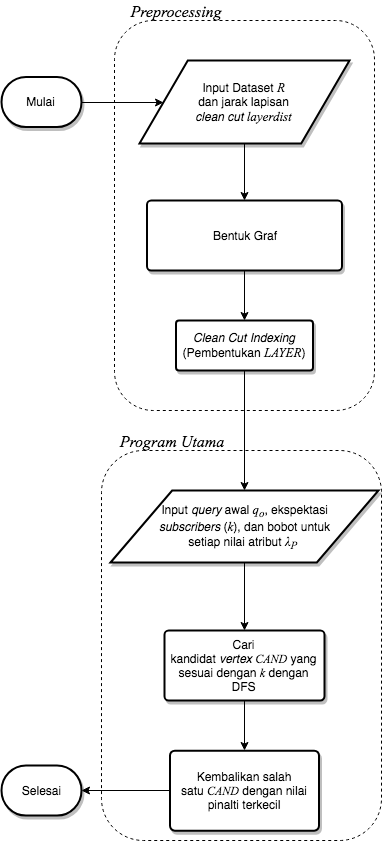 Preprocessing
Mulai
Input Dataset R
dan jarak lapisan
clean cut layerdist
Bentuk Graf
Clean Cut Indexing
(Pembentukan LAYER)
Program Utama
Input query awal qo, ekspektasi
subscribers (k), dan bobot untuk
setiap nilai atribut λP
Cari
kandidat vertex CAND yang
sesuai dengan k dengan
DFS
Kembalikan salah
satu CAND dengan nilai
pinalti terkecil
Selesai